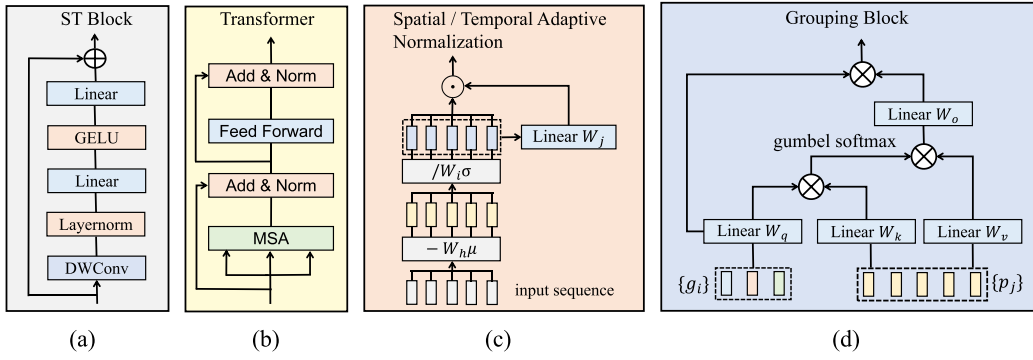 ST Block
Linear
GELU
Linear
Layernorm
DWConv
(a)
Transformer
Add & Norm
Feed Forward
Add & Norm
MSA
(b)
Spatial / Temporal Adaptive
Normalization
Linear W_j
/W_iσ
− W_hμ
input sequence
(c)
Grouping Block
Linear W_o
gumbel softmax
Linear W_q
Linear W_k
Linear W_v
{g_i}
{p_j}
(d)